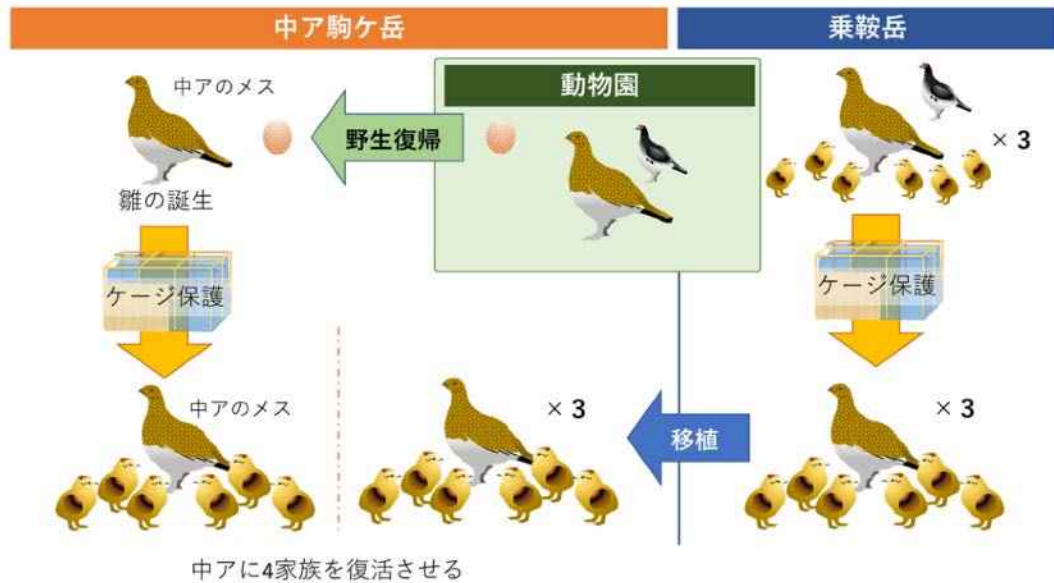 中ア駒ケ岳
乗鞍岳
動物園
中アのメス
野生復帰
× 3
雛の誕生
ケージ保護
ケージ保護
中アのメス
× 3
× 3
移植
中アに4家族を復活させる